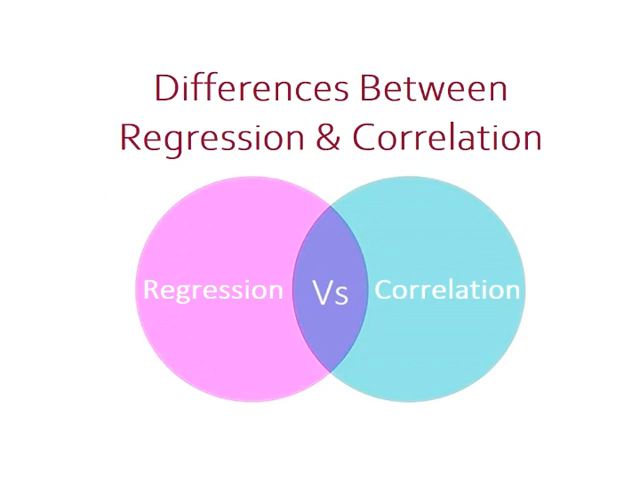 Differences Between
Regression & Correlation
Regression Vs Correlation